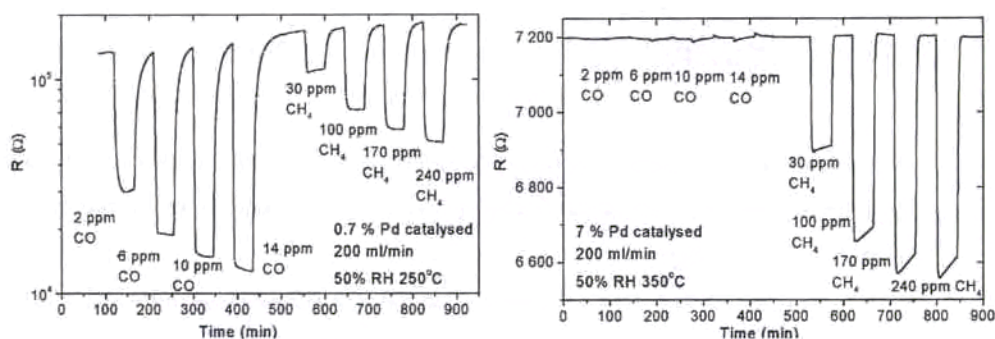 R (Ω)
10⁵
10⁴
2 ppm
CO
6 ppm
CO
10 ppm
CO
14 ppm
CO
30 ppm
CH₄
100 ppm
CH₄
170 ppm
CH₄
240 ppm
CH₄
0.7 % Pd catalysed
200 ml/min
50% RH 250°C
0 100 200 300 400 500 600 700 800 900
Time (min)
R (Ω)
7 200
7 000
6 800
6 600
2 ppm 6 ppm 10 ppm 14 ppm
CO CO CO CO
30 ppm
CH₄
100 ppm
CH₄
170 ppm
CH₄
240 ppm CH₄
7 % Pd catalysed
200 ml/min
50% RH 350°C
0 100 200 300 400 500 600 700 800 900
Time (min)